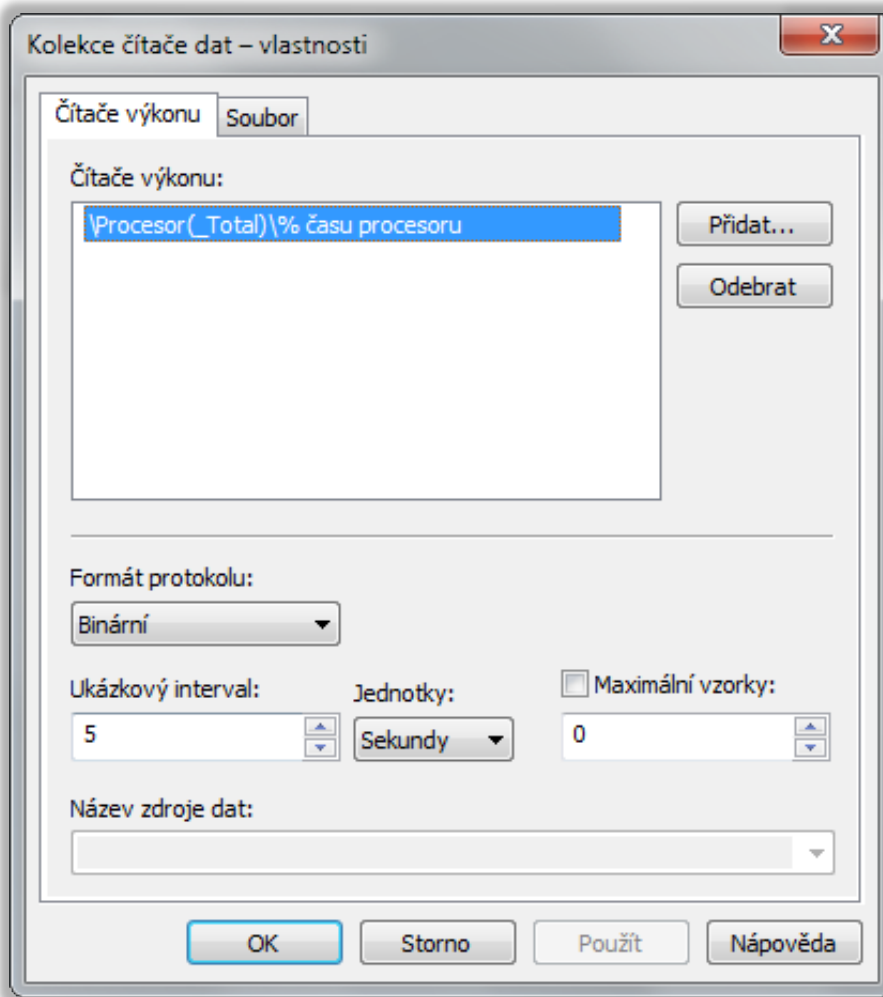 Kolekce čítače dat – vlastnosti
Čítače výkonu
Soubor
Čítače výkonu:
\Procesor(_Total)\% času procesoru
Přidat...
Odebrat
Formát protokolu:
Binární
Ukázkový interval:
Jednotky:
Maximální vzorky:
5
Sekundy
0
Název zdroje dat:
OK
Storno
Použít
Nápověda